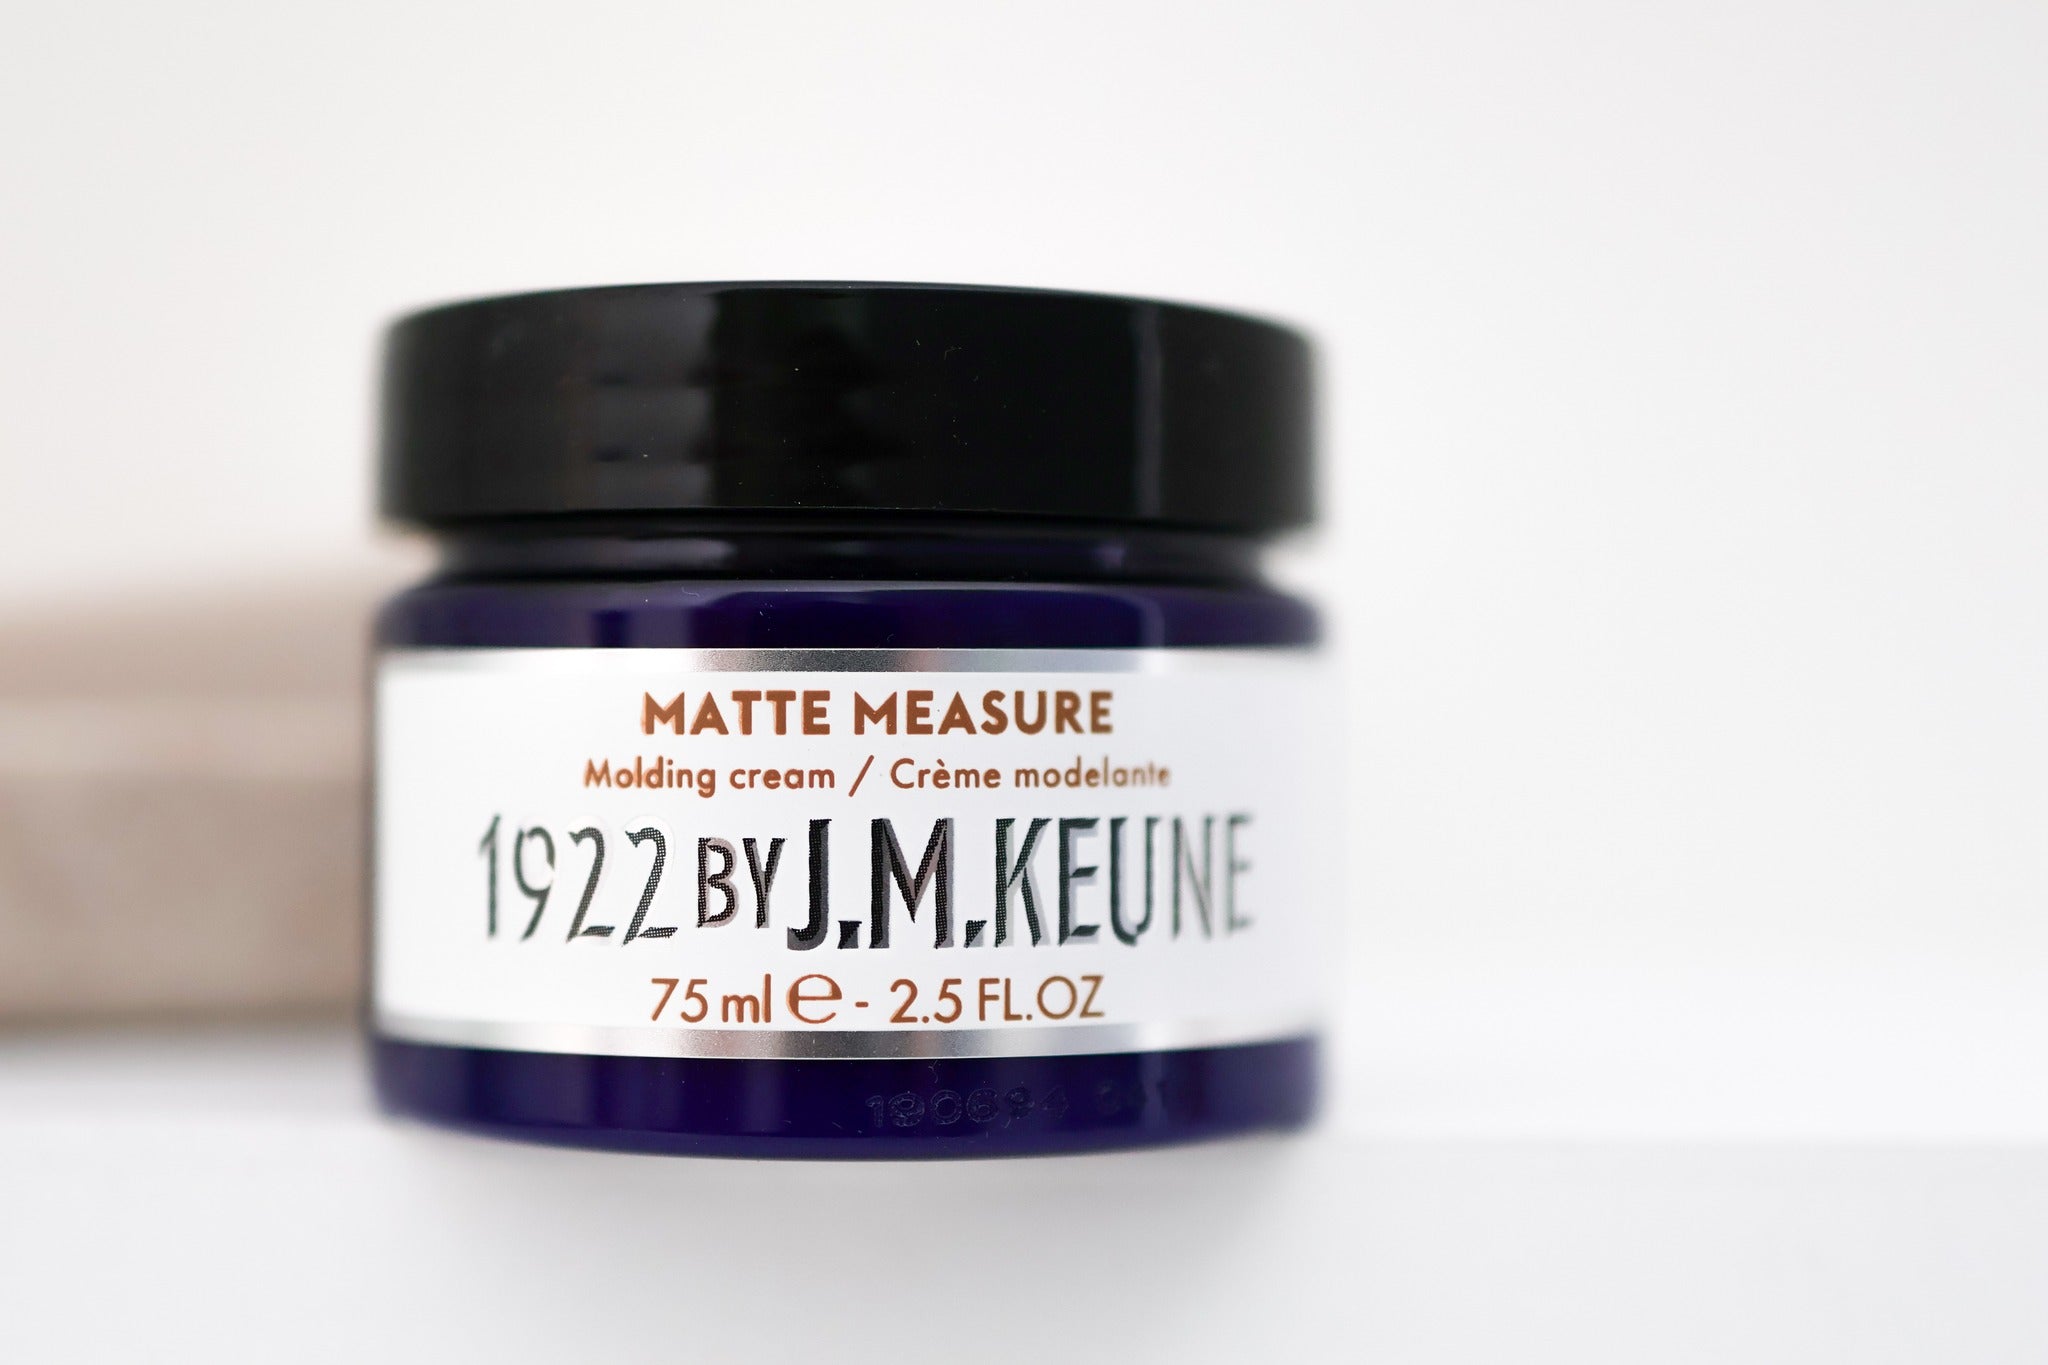 MATTE MEASURE
Molding cream / Crème modelante
1922 BY J.M.KEUNE
75 ml e - 2.5 FL.OZ